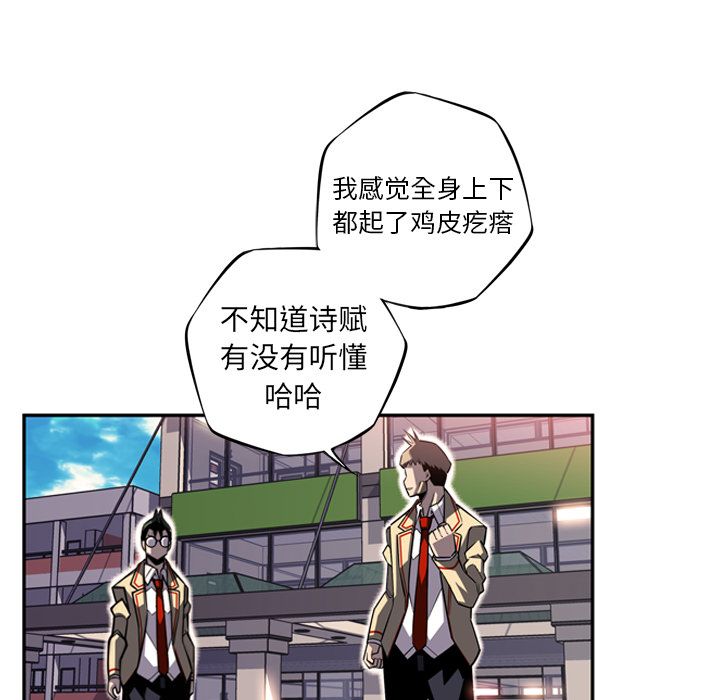 我感觉全身上下
都起了鸡皮疙瘩
不知道诗赋
有没有听懂
哈哈